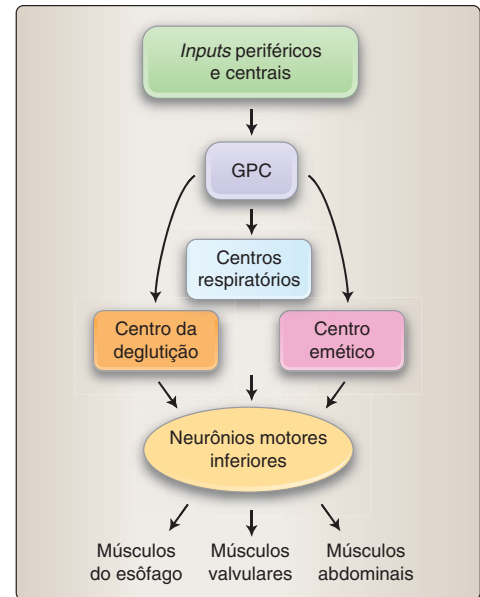 Inputs periféricos
e centrais
GPC
Centros
respiratórios
Centro da
deglutição
Centro
emético
Neurônios motores
inferiores
Músculos
do esôfago
Músculos
valvulares
Músculos
abdominais